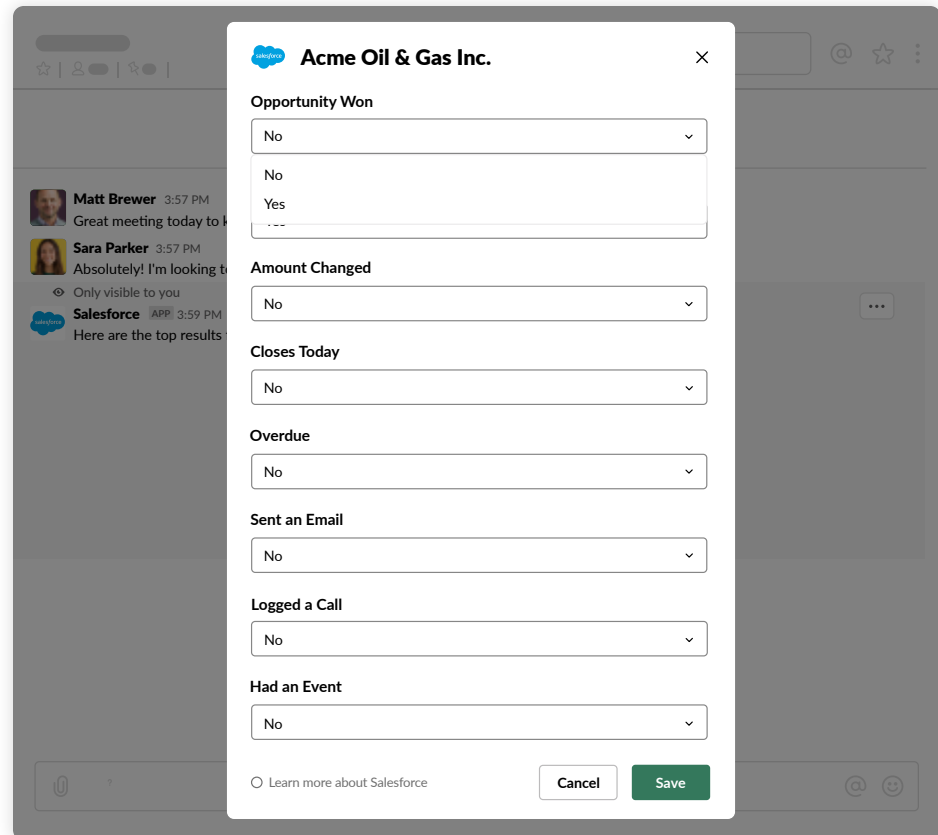 salesforce
Acme Oil & Gas Inc.
Opportunity Won
No
No
Yes
Yes
Amount Changed
No
Closes Today
No
Overdue
No
Sent an Email
No
Logged a Call
No
Had an Event
No
Learn more about Salesforce
Cancel
Save
Matt Brewer 3:57 PM
Great meeting today to k
Sara Parker 3:57 PM
Absolutely! I'm looking t
Only visible to you
salesforce
Salesforce APP 3:59 PM
Here are the top results